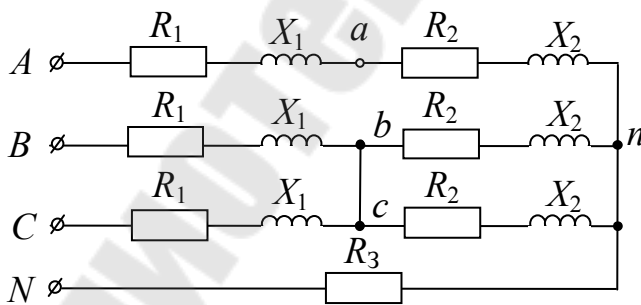 A R₁ X₁ a R₂ X₂
B R₁ X₁ b R₂ X₂ n
C R₁ X₁ c R₂ X₂
N R₃